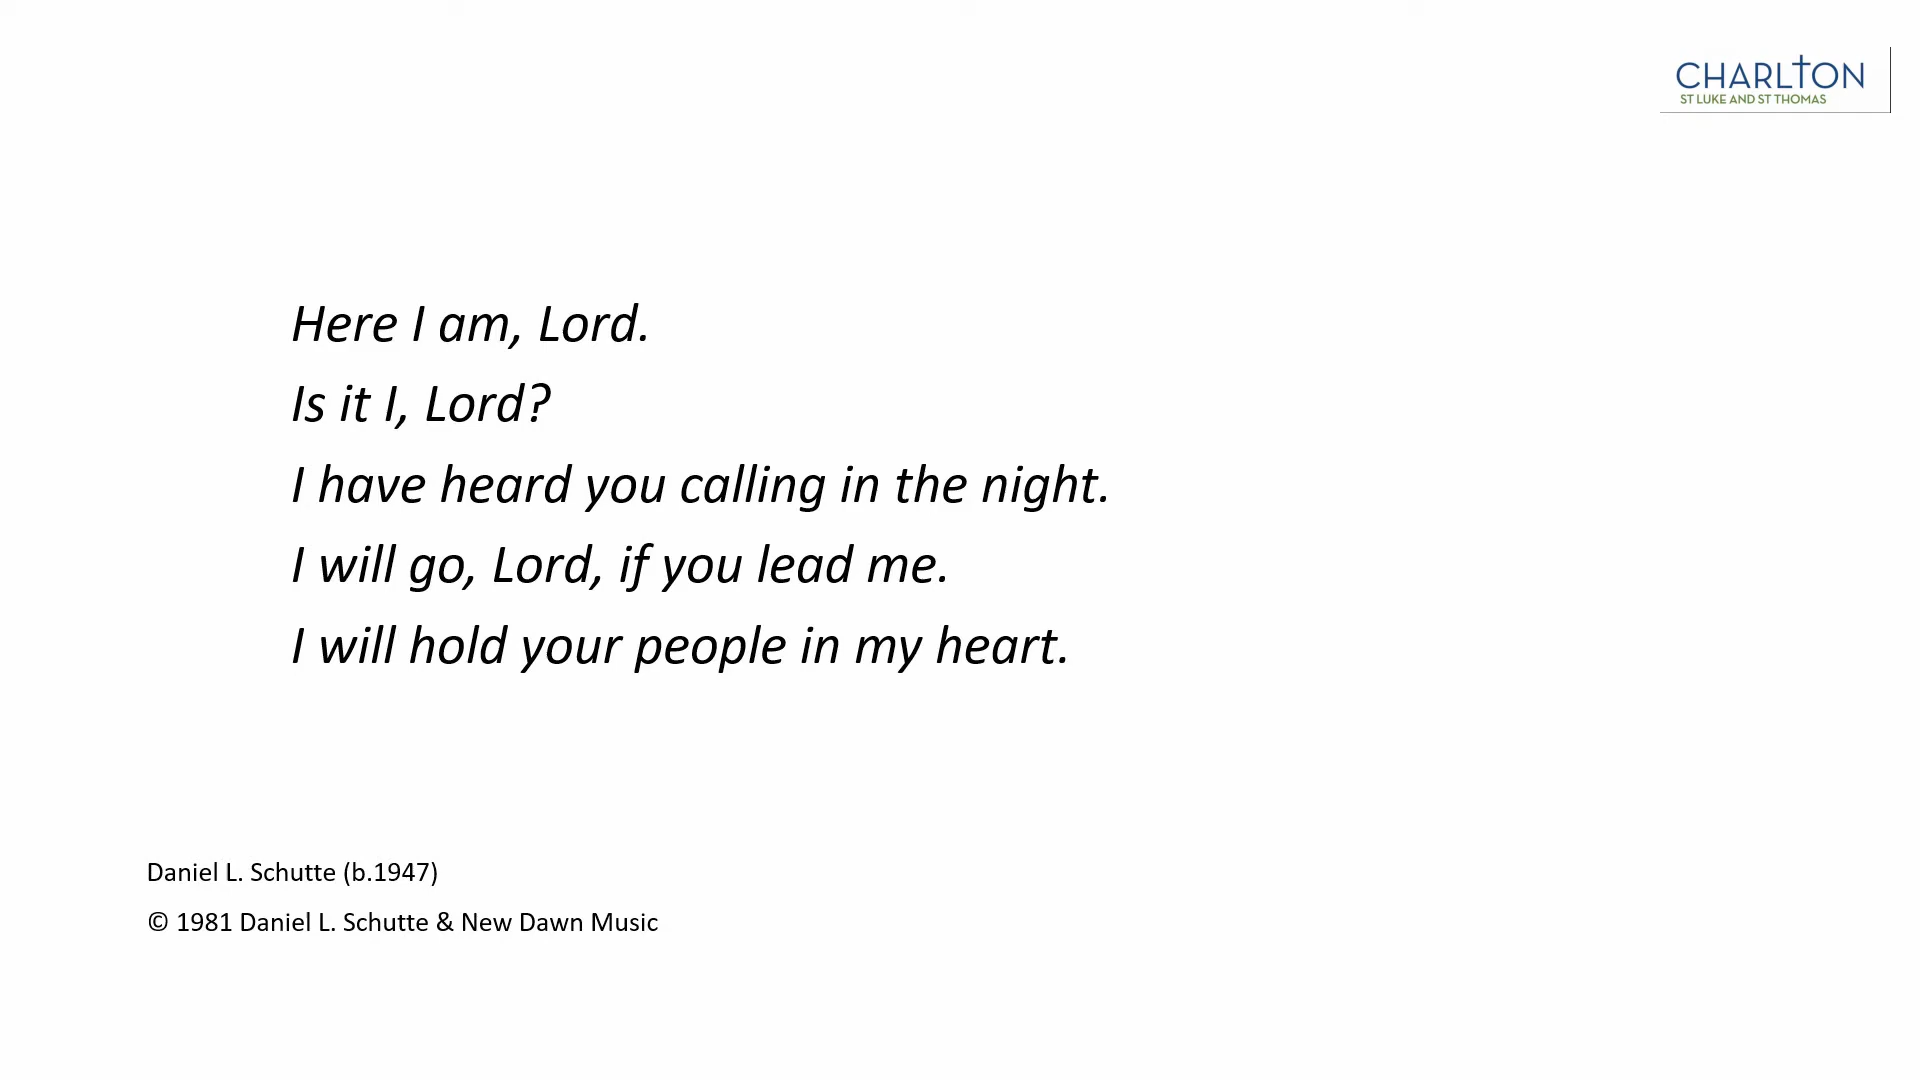 CHARLTON
ST LUKE AND ST THOMAS
Here I am, Lord.
Is it I, Lord?
I have heard you calling in the night.
I will go, Lord, if you lead me.
I will hold your people in my heart.
Daniel L. Schutte (b.1947)
© 1981 Daniel L. Schutte & New Dawn Music